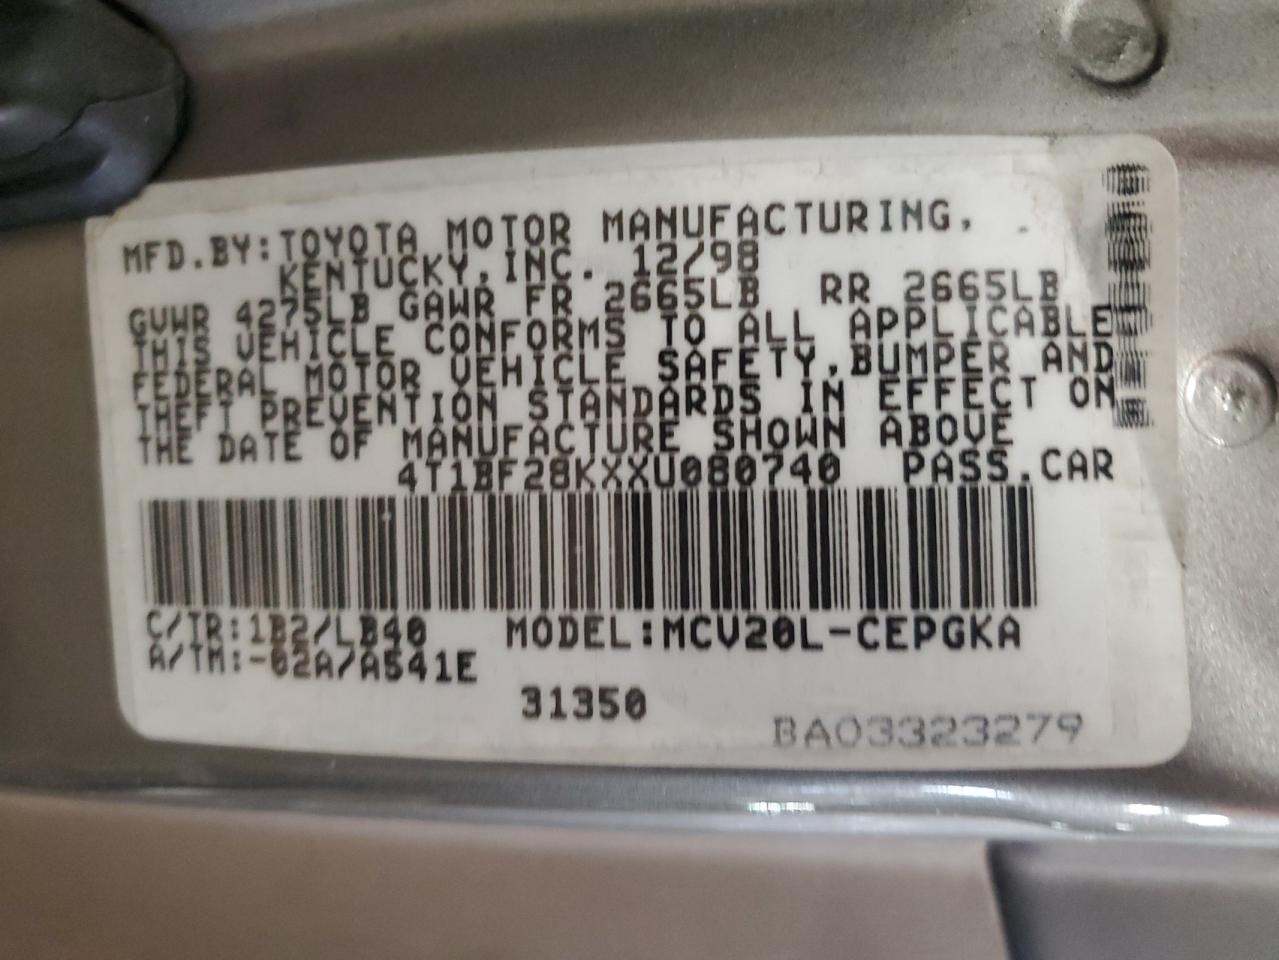 MFD.BY:TOYOTA MOTOR MANUFACTURING,
KENTUCKY,INC. 12/98
GVWR 4275LB GAWR FR 2665LB RR 2665LB
THIS VEHICLE CONFORMS TO ALL APPLICABLE
FEDERAL MOTOR VEHICLE SAFETY,BUMPER AND
THEFT PREVENTION STANDARDS IN EFFECT ON
THE DATE OF MANUFACTURE SHOWN ABOVE
4T1BF28KXXU080740 PASS.CAR
C/TR:1B2/LB40 MODEL:MCV20L-CEPGKA
A/TM:-02A/A541E
31350
BA03323279